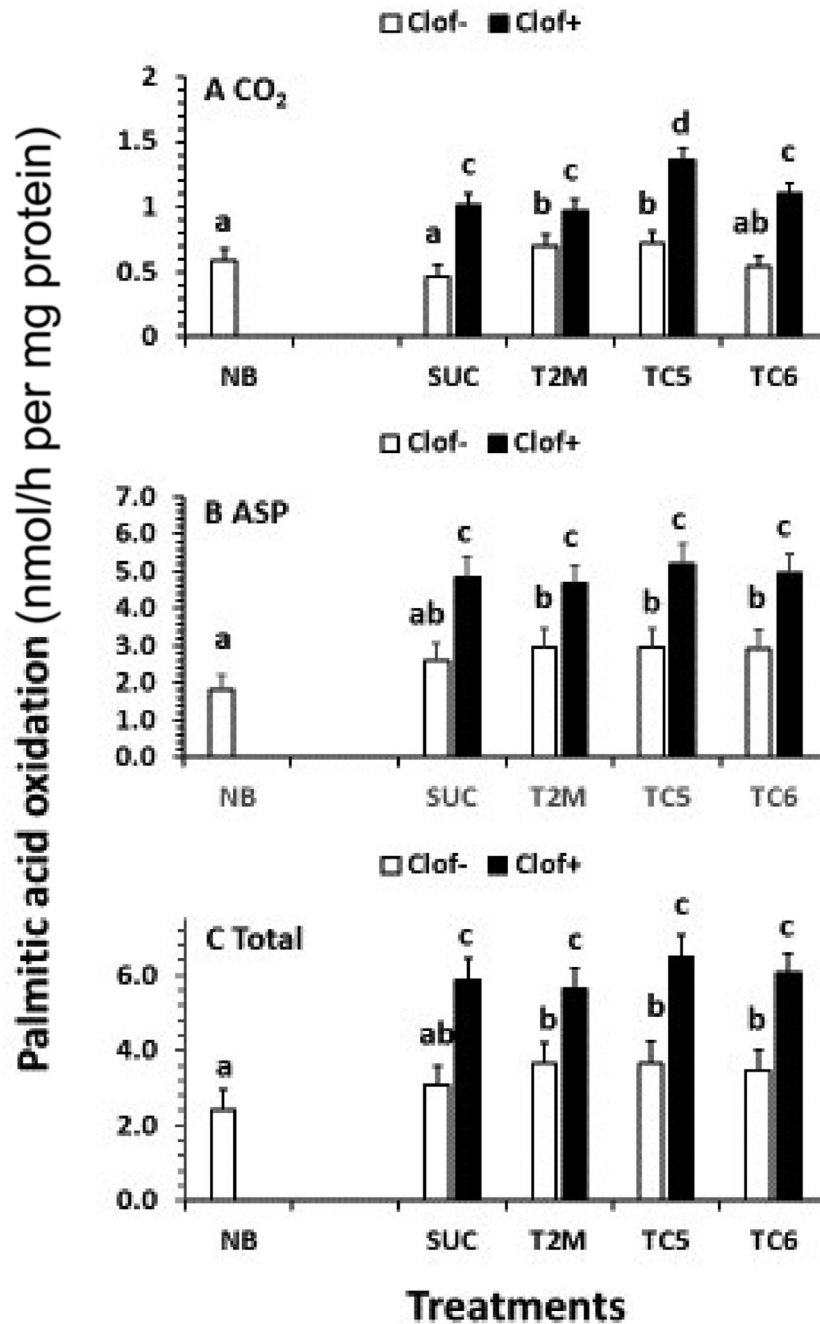 Clof- Clof+
2
A CO₂
1.5
1
0.5
0
a
a
c
b
c
b
d
ab
c
NB SUC T2M TC5 TC6
Clof- Clof+
7.0
B ASP
6.0
5.0
4.0
3.0
2.0
1.0
0.0
a
ab
c
b
c
b
c
b
c
NB SUC T2M TC5 TC6
Clof- Clof+
C Total
6.0
4.0
2.0
0.0
a
ab
c
b
c
b
c
b
c
NB SUC T2M TC5 TC6
Palmitic acid oxidation (nmol/h per mg protein)
Treatments